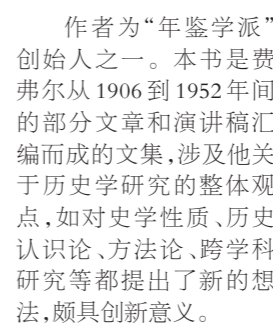 作者为“年鉴学派”
创始人之一。本书是费
弗尔从1906到1952年间
的部分文章和演讲稿汇
编而成的文集,涉及他关
于历史学研究的整体观
点,如对史学性质、历史
认识论、方法论、跨学科
研究等都提出了新的想
法,颇具创新意义。